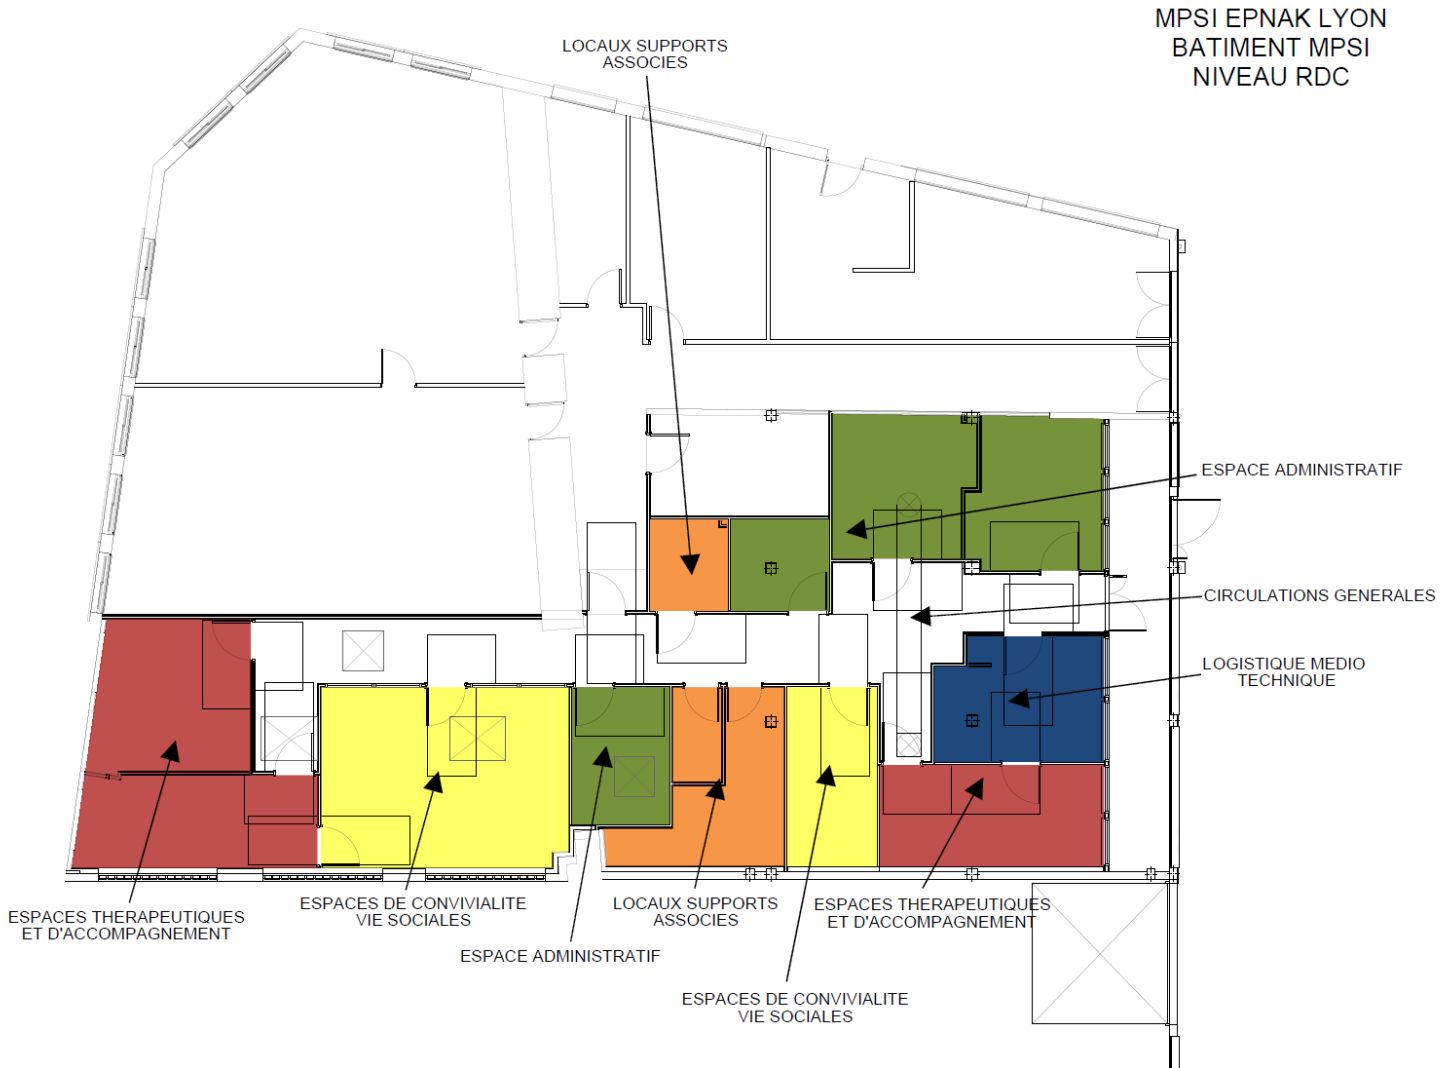 MPSI EPNAK LYON
BATIMENT MPSI
NIVEAU RDC
LOCAUX SUPPORTS
ASSOCIES
ESPACE ADMINISTRATIF
CIRCULATIONS GENERALES
LOGISTIQUE MEDIO
TECHNIQUE
ESPACES THERAPEUTIQUES
ET D'ACCOMPAGNEMENT
ESPACES DE CONVIVIALITE
VIE SOCIALES
ESPACE ADMINISTRATIF
LOCAUX SUPPORTS
ASSOCIES
ESPACES DE CONVIVIALITE
VIE SOCIALES
ESPACES THERAPEUTIQUES
ET D'ACCOMPAGNEMENT